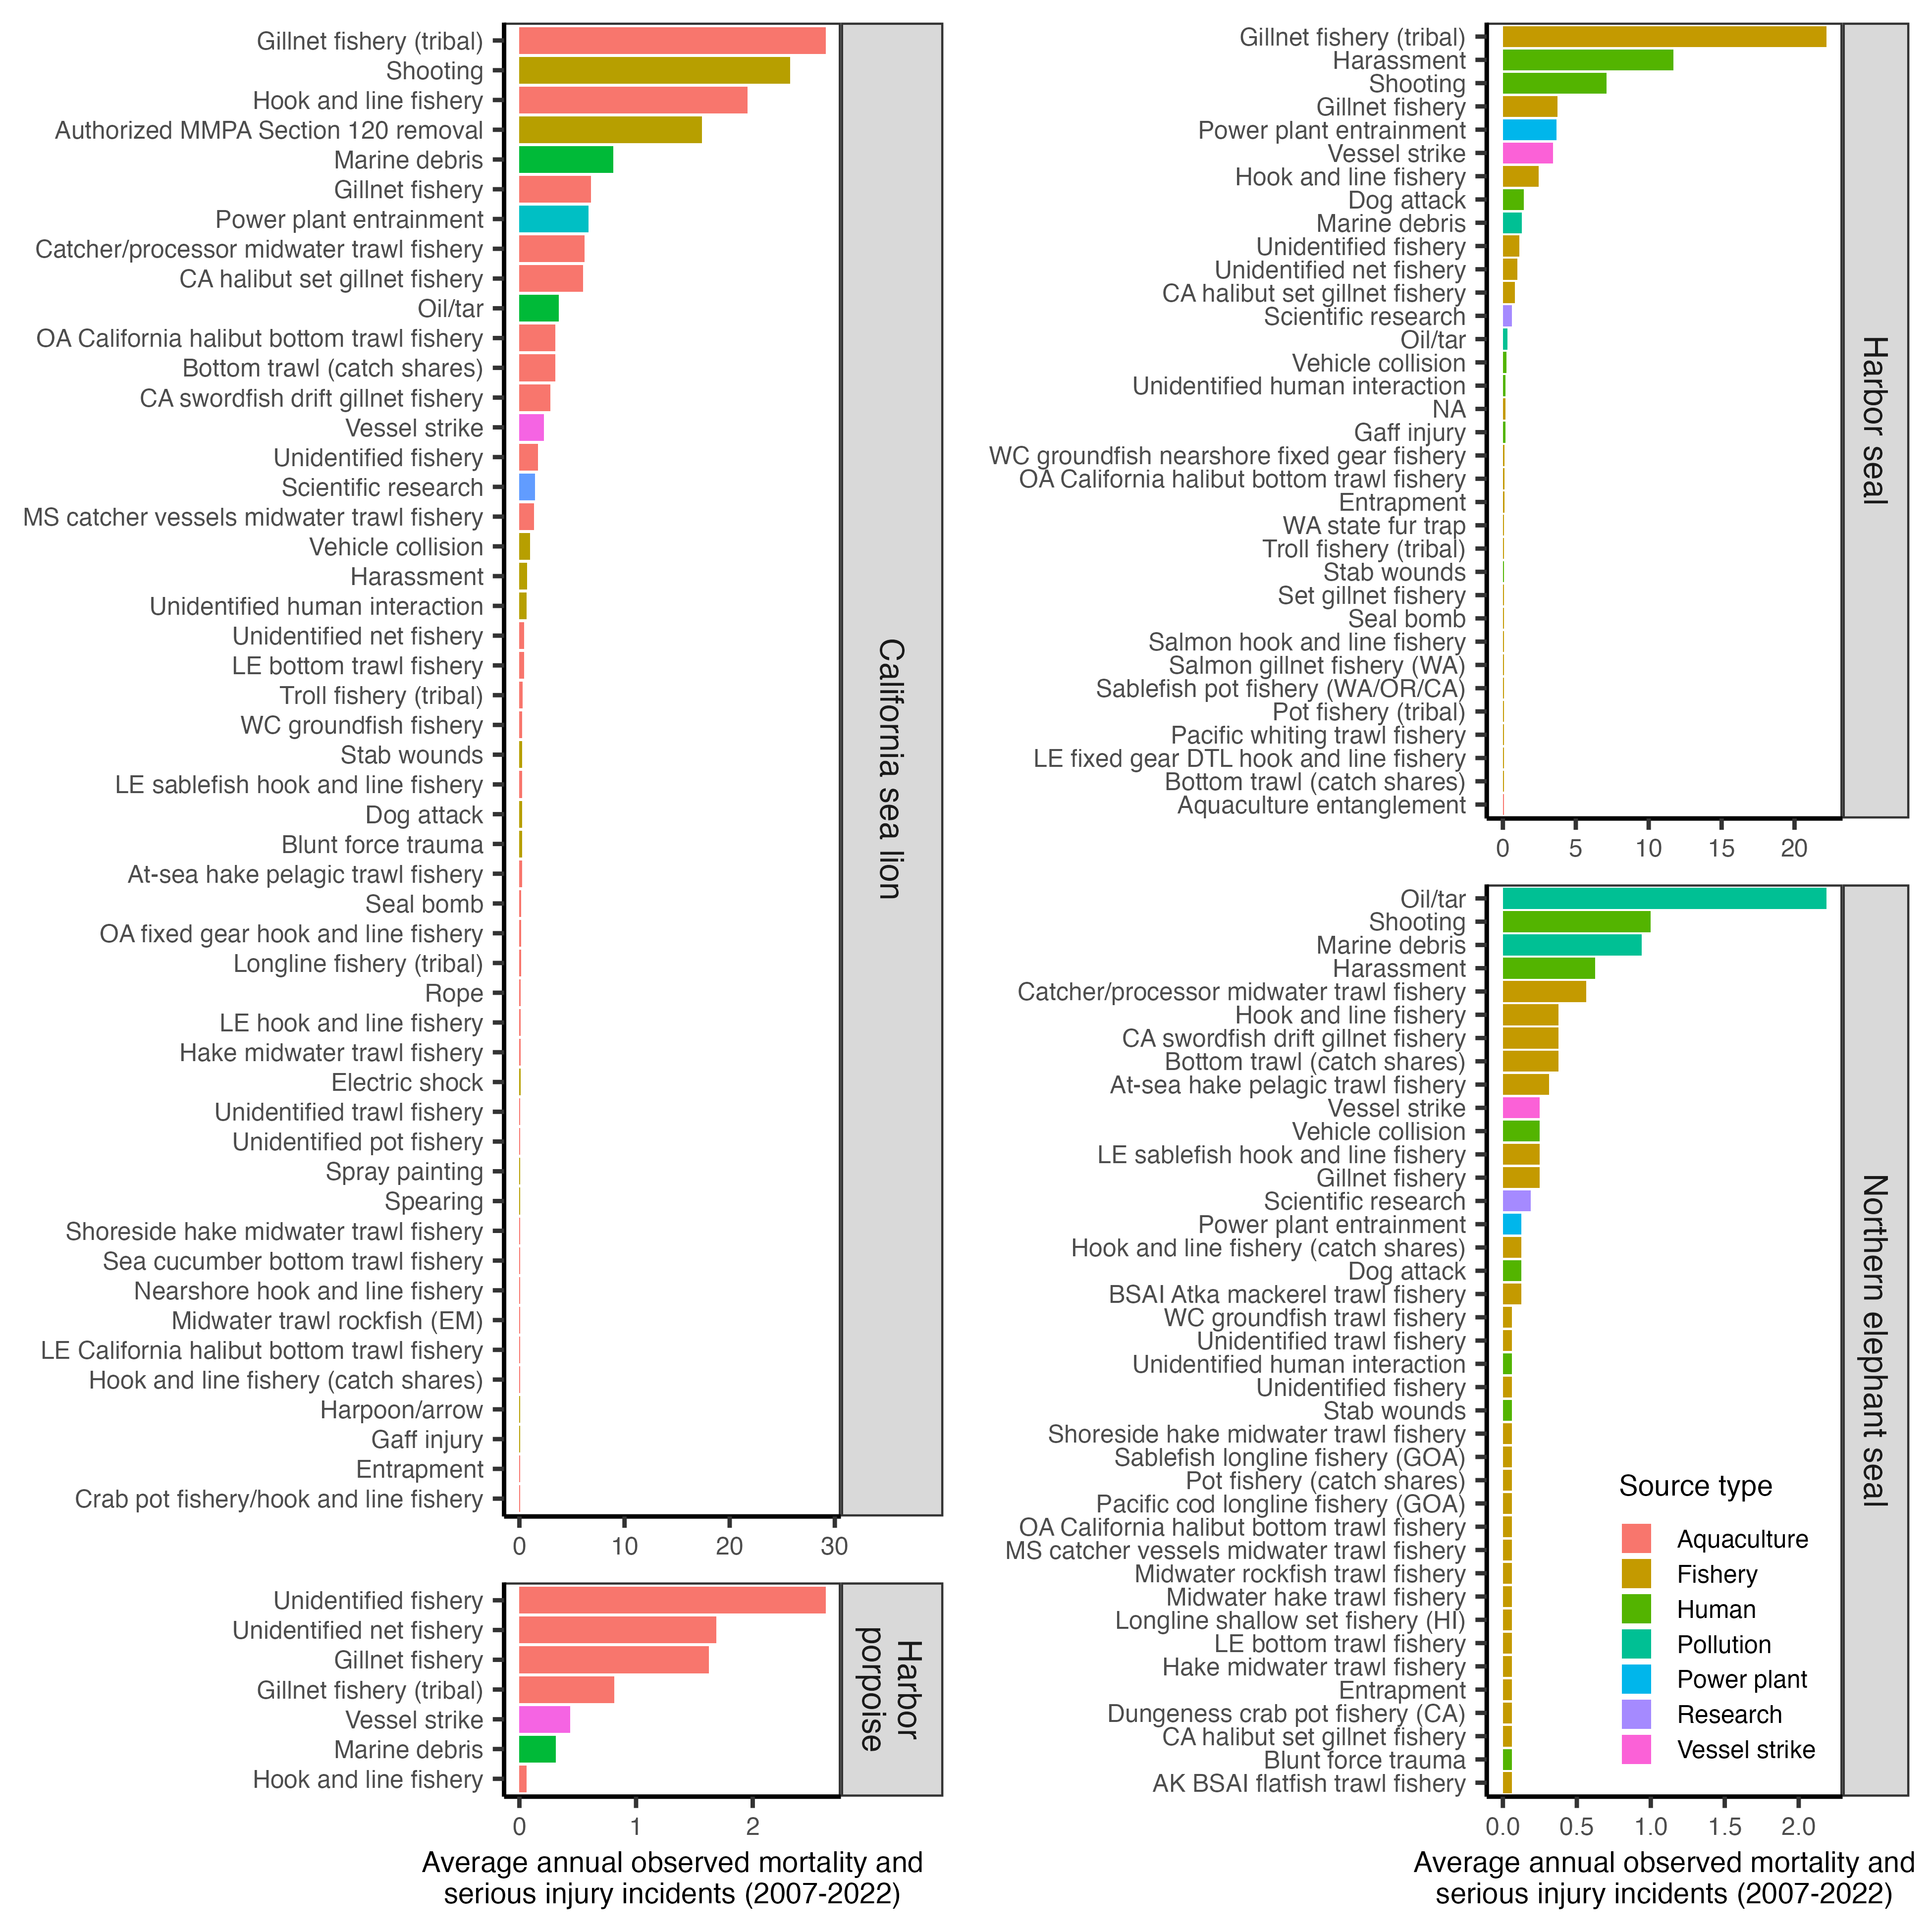 Gillnet fishery (tribal)
Shooting
Hook and line fishery
Authorized MMPA Section 120 removal
Marine debris
Gillnet fishery
Power plant entrainment
Catcher/processor midwater trawl fishery
CA halibut set gillnet fishery
Oil/tar
OA California halibut bottom trawl fishery
Bottom trawl (catch shares)
CA swordfish drift gillnet fishery
Vessel strike
Unidentified fishery
Scientific research
MS catcher vessels midwater trawl fishery
Vehicle collision
Harassment
Unidentified human interaction
Unidentified net fishery
LE bottom trawl fishery
Troll fishery (tribal)
WC groundfish fishery
Stab wounds
LE sablefish hook and line fishery
Dog attack
Blunt force trauma
At-sea hake pelagic trawl fishery
Seal bomb
OA fixed gear hook and line fishery
Longline fishery (tribal)
Rope
LE hook and line fishery
Hake midwater trawl fishery
Electric shock
Unidentified trawl fishery
Unidentified pot fishery
Spray painting
Spearing
Shoreside hake midwater trawl fishery
Sea cucumber bottom trawl fishery
Nearshore hook and line fishery
Midwater trawl rockfish (EM)
LE California halibut bottom trawl fishery
Hook and line fishery (catch shares)
Harpoon/arrow
Gaff injury
Entrapment
Crab pot fishery/hook and line fishery
0 10 20 30
California sea lion
Unidentified fishery
Unidentified net fishery
Gillnet fishery
Gillnet fishery (tribal)
Vessel strike
Marine debris
Hook and line fishery
0 1 2
Harbor
porpoise
Average annual observed mortality and
serious injury incidents (2007-2022)
Gillnet fishery (tribal)
Harassment
Shooting
Gillnet fishery
Power plant entrainment
Vessel strike
Hook and line fishery
Dog attack
Marine debris
Unidentified fishery
Unidentified net fishery
CA halibut set gillnet fishery
Scientific research
Oil/tar
Vehicle collision
Unidentified human interaction
NA
Gaff injury
WC groundfish nearshore fixed gear fishery
OA California halibut bottom trawl fishery
Entrapment
WA state fur trap
Troll fishery (tribal)
Stab wounds
Set gillnet fishery
Seal bomb
Salmon hook and line fishery
Salmon gillnet fishery (WA)
Sablefish pot fishery (WA/OR/CA)
Pot fishery (tribal)
Pacific whiting trawl fishery
LE fixed gear DTL hook and line fishery
Bottom trawl (catch shares)
Aquaculture entanglement
0 5 10 15 20
Harbor seal
Oil/tar
Shooting
Marine debris
Harassment
Catcher/processor midwater trawl fishery
Hook and line fishery
CA swordfish drift gillnet fishery
Bottom trawl (catch shares)
At-sea hake pelagic trawl fishery
Vessel strike
Vehicle collision
LE sablefish hook and line fishery
Gillnet fishery
Scientific research
Power plant entrainment
Hook and line fishery (catch shares)
Dog attack
BSAI Atka mackerel trawl fishery
WC groundfish trawl fishery
Unidentified trawl fishery
Unidentified human interaction
Unidentified fishery
Stab wounds
Shoreside hake midwater trawl fishery
Sablefish longline fishery (GOA)
Pot fishery (catch shares)
Pacific cod longline fishery (GOA)
OA California halibut bottom trawl fishery
MS catcher vessels midwater trawl fishery
Midwater rockfish trawl fishery
Midwater hake trawl fishery
Longline shallow set fishery (HI)
LE bottom trawl fishery
Hake midwater trawl fishery
Entrapment
Dungeness crab pot fishery (CA)
CA halibut set gillnet fishery
Blunt force trauma
AK BSAI flatfish trawl fishery
0.0 0.5 1.0 1.5 2.0
Northern elephant seal
Source type
Aquaculture
Fishery
Human
Pollution
Power plant
Research
Vessel strike
Average annual observed mortality and
serious injury incidents (2007-2022)